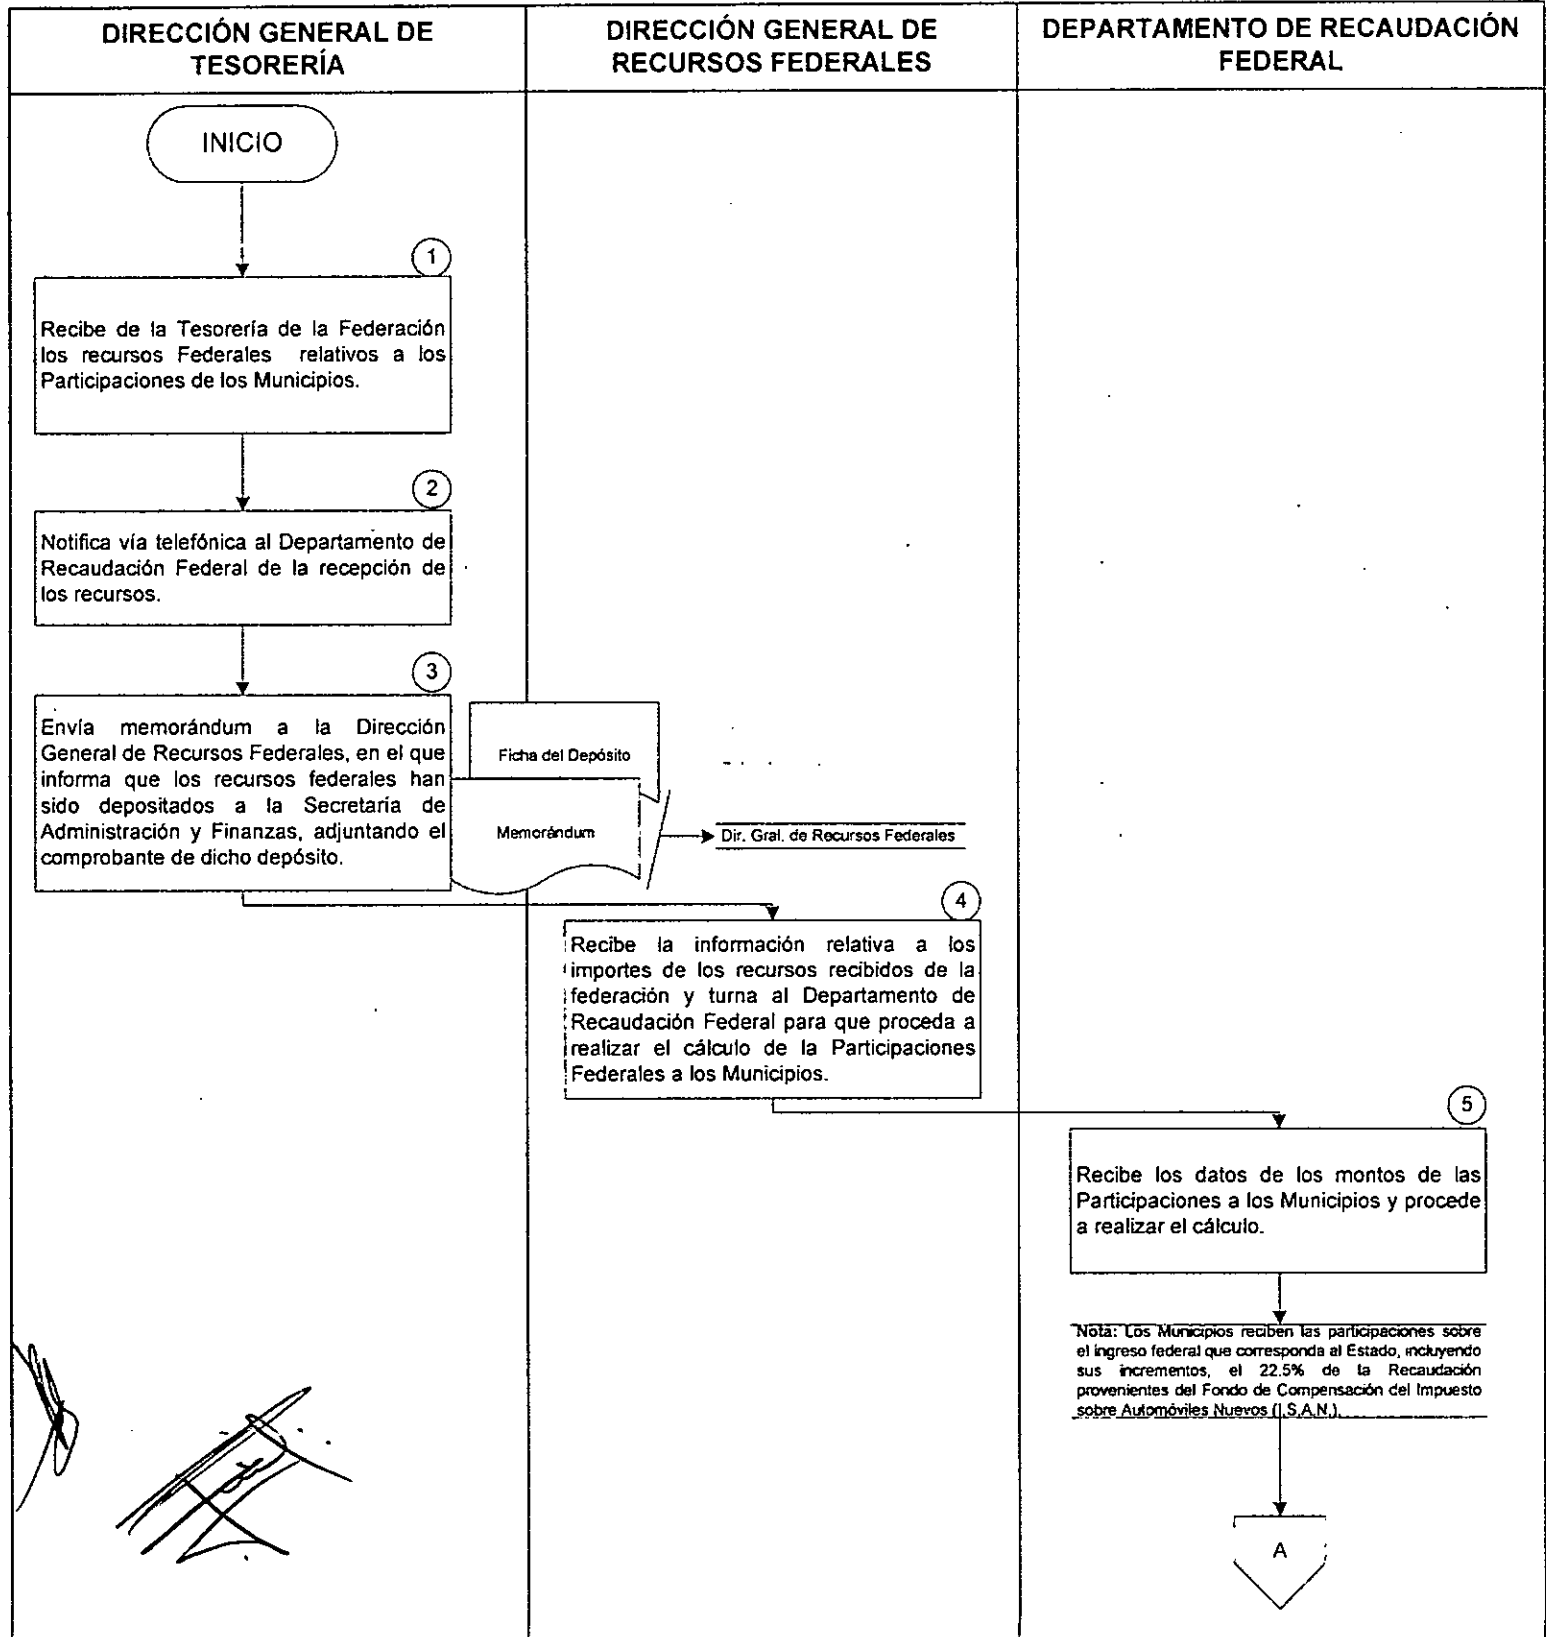 DIRECCIÓN GENERAL DE
TESORERÍA
DIRECCIÓN GENERAL DE
RECURSOS FEDERALES
DEPARTAMENTO DE RECAUDACIÓN
FEDERAL
INICIO
1
Recibe de la Tesorería de la Federación
los recursos Federales relativos a los
Participaciones de los Municipios.
2
Notifica vía telefónica al Departamento de
Recaudación Federal de la recepción de
los recursos.
3
Envía memorándum a la Dirección
General de Recursos Federales, en el que
informa que los recursos federales han
sido depositados a la Secretaría de
Administración y Finanzas, adjuntando el
comprobante de dicho depósito.
Ficha del Depósito
Memorándum
Dir. Gral. de Recursos Federales
4
Recibe la información relativa a los
importes de los recursos recibidos de la
federación y turna al Departamento de
Recaudación Federal para que proceda a
realizar el cálculo de la Participaciones
Federales a los Municipios.
5
Recibe los datos de los montos de las
Participaciones a los Municipios y procede
a realizar el cálculo.
Nota: Los Municipios reciben las participaciones sobre
el ingreso federal que corresponda al Estado, incluyendo
sus incrementos, el 22.5% de la Recaudación
provenientes del Fondo de Compensación del Impuesto
sobre Automóviles Nuevos (I.S.A.N.).
A